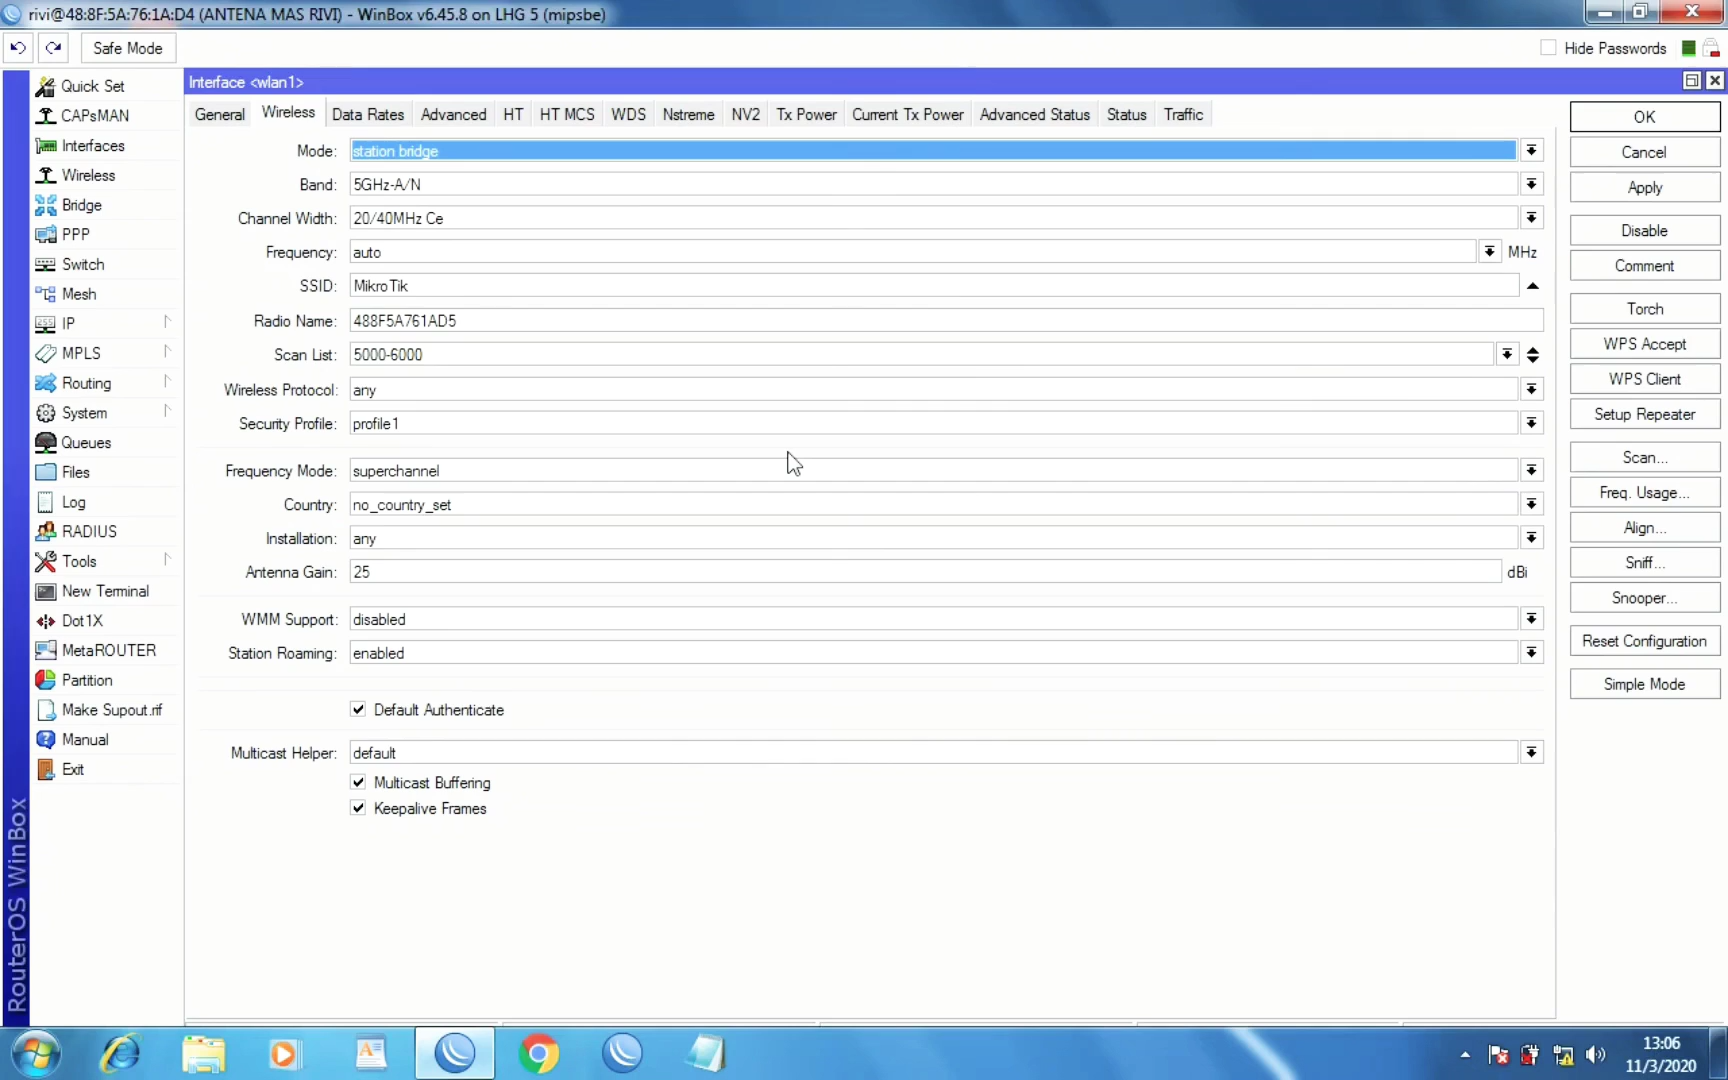 rivi@48:8F:5A:76:1A:D4 (ANTENA MAS RIVI) - WinBox v6.45.8 on LHG 5 (mipsbe)
Safe Mode
Hide Passwords
Quick Set
CAPsMAN
Interfaces
Wireless
Bridge
PPP
Switch
Mesh
IP
MPLS
Routing
System
Queues
Files
Log
RADIUS
Tools
New Terminal
Dot1X
MetaROUTER
Partition
Make Supout.rif
Manual
Exit
RouterOS WinBox
Interface <wlan1>
General Wireless Data Rates Advanced HT HT MCS WDS Nstreme NV2 Tx Power Current Tx Power Advanced Status Status Traffic
Mode: station bridge
Band: 5GHz-A/N
Channel Width: 20/40MHz Ce
Frequency: auto MHz
SSID: MikroTik
Radio Name: 488F5A761AD5
Scan List: 5000-6000
Wireless Protocol: any
Security Profile: profile1
Frequency Mode: superchannel
Country: no_country_set
Installation: any
Antenna Gain: 25 dBi
WMM Support: disabled
Station Roaming: enabled
Default Authenticate
Multicast Helper: default
Multicast Buffering
Keepalive Frames
OK
Cancel
Apply
Disable
Comment
Torch
WPS Accept
WPS Client
Setup Repeater
Scan...
Freq. Usage...
Align...
Sniff...
Snooper...
Reset Configuration
Simple Mode
13:06
11/3/2020